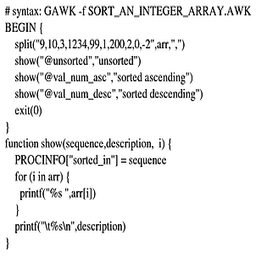 # syntax: GAWK -f SORT_AN_INTEGER_ARRAY.AWK
BEGIN {
split("9,10,3,1234,99,1,200,2,0,-2",arr,",")
show("@unsorted","unsorted")
show("@val_num_asc","sorted ascending")
show("@val_num_desc","sorted descending")
exit(0)
}
function show(sequence,description, i) {
PROCINFO["sorted_in"] = sequence
for (i in arr) {
printf("%s ",arr[i])
}
printf("\t%s\n",description)
}